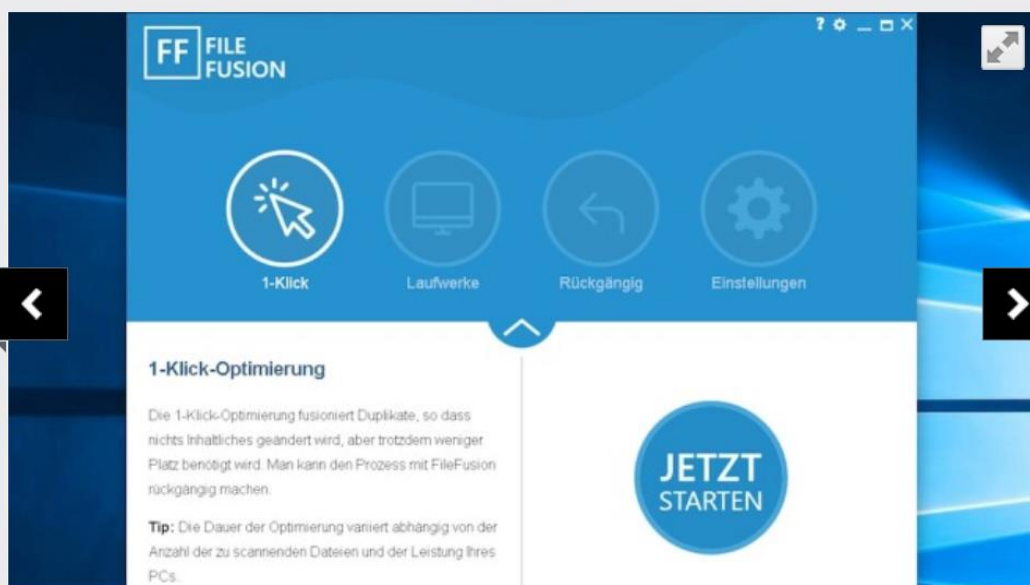 ?
FF FILE
FUSION
1-Klick
Laufwerke
Rückgängig
Einstellungen
1-Klick-Optimierung
Die 1-Klick-Optimierung fusioniert Duplikate, so dass
nichts Inhaltliches geändert wird, aber trotzdem weniger
Platz benötigt wird. Man kann den Prozess mit FileFusion
rückgängig machen.
Tip: Die Dauer der Optimierung variiert abhängig von der
Anzahl der zu scannenden Dateien und der Leistung Ihres
PCs.
JETZT
STARTEN